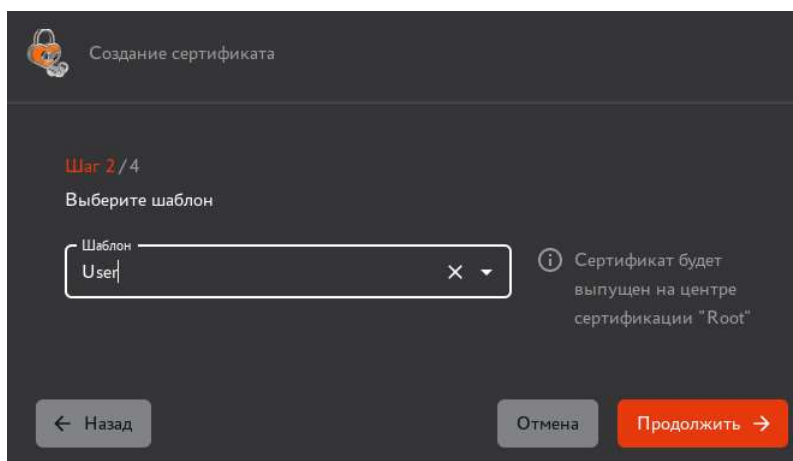 Создание сертификата
Шаг 2/4
Выберите шаблон
Шаблон
User
Сертификат будет
выпущен на центре
сертификации "Root"
Назад
Отмена
Продолжить